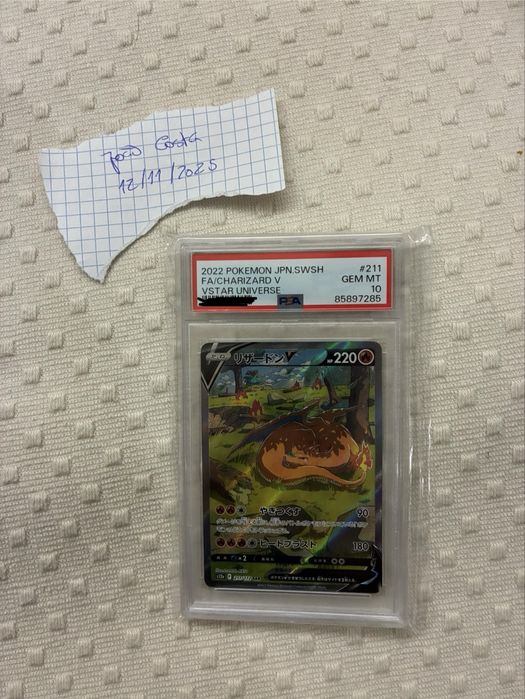 João Costa
12/11/2025
2022 POKEMON JPN.SWSH #211
FA/CHARIZARD V GEM MT
VSTAR UNIVERSE 10
PSA 85897285
リザードンV HP 220
やきつくす 90
ヒートブラスト 180